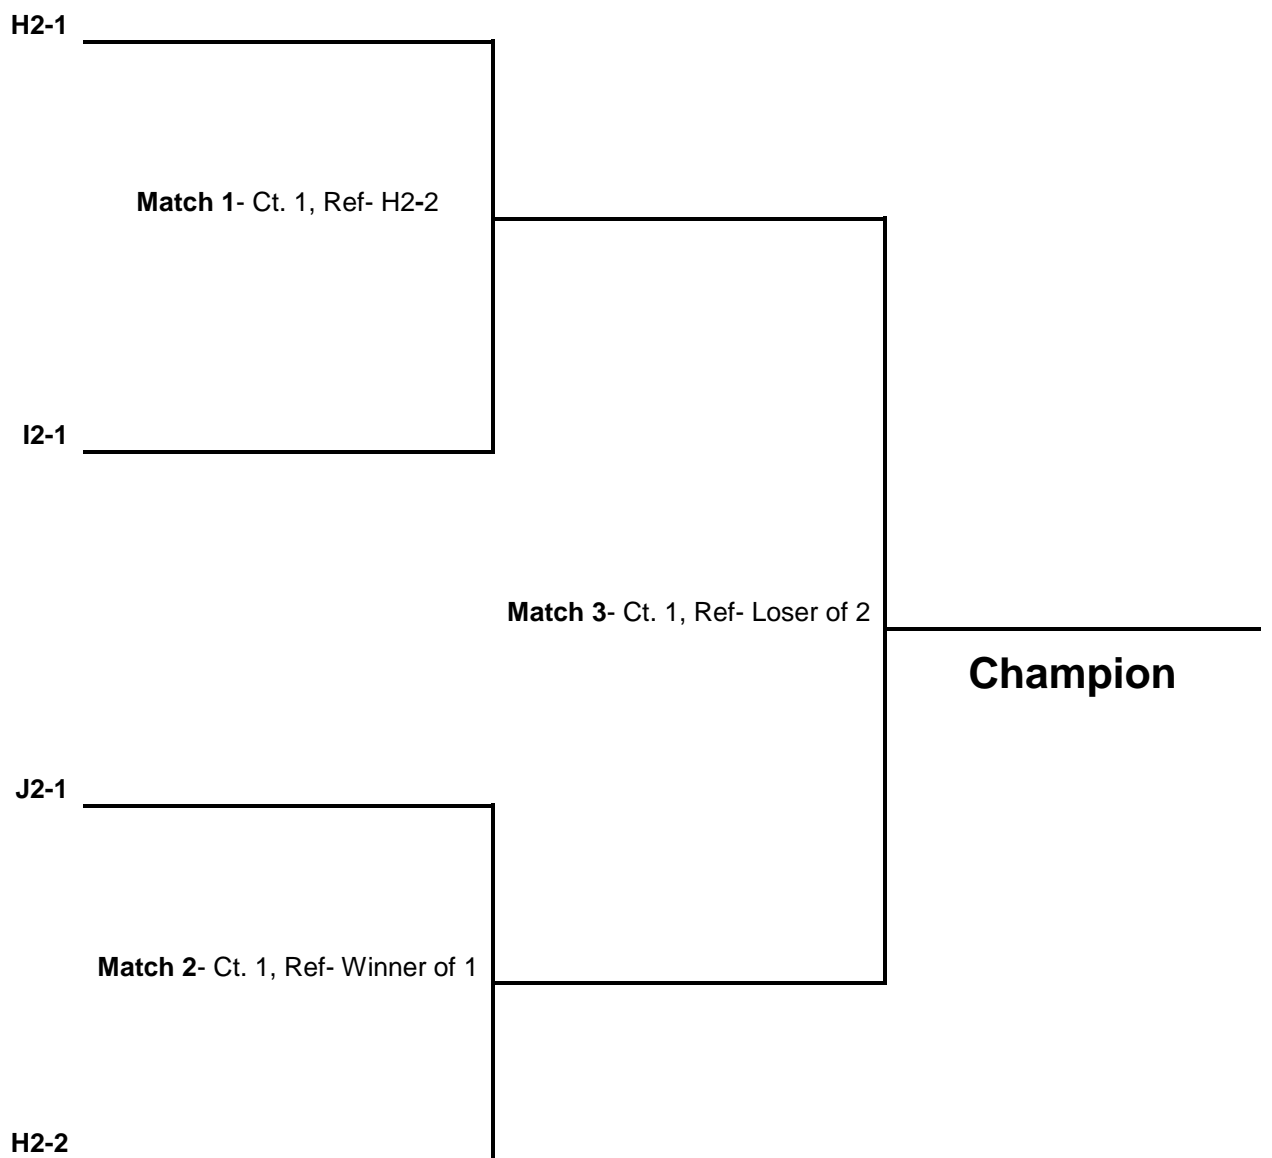 H2-1
Match 1- Ct. 1, Ref- H2-2
I2-1
Match 3- Ct. 1, Ref- Loser of 2
Champion
J2-1
Match 2- Ct. 1, Ref- Winner of 1
H2-2